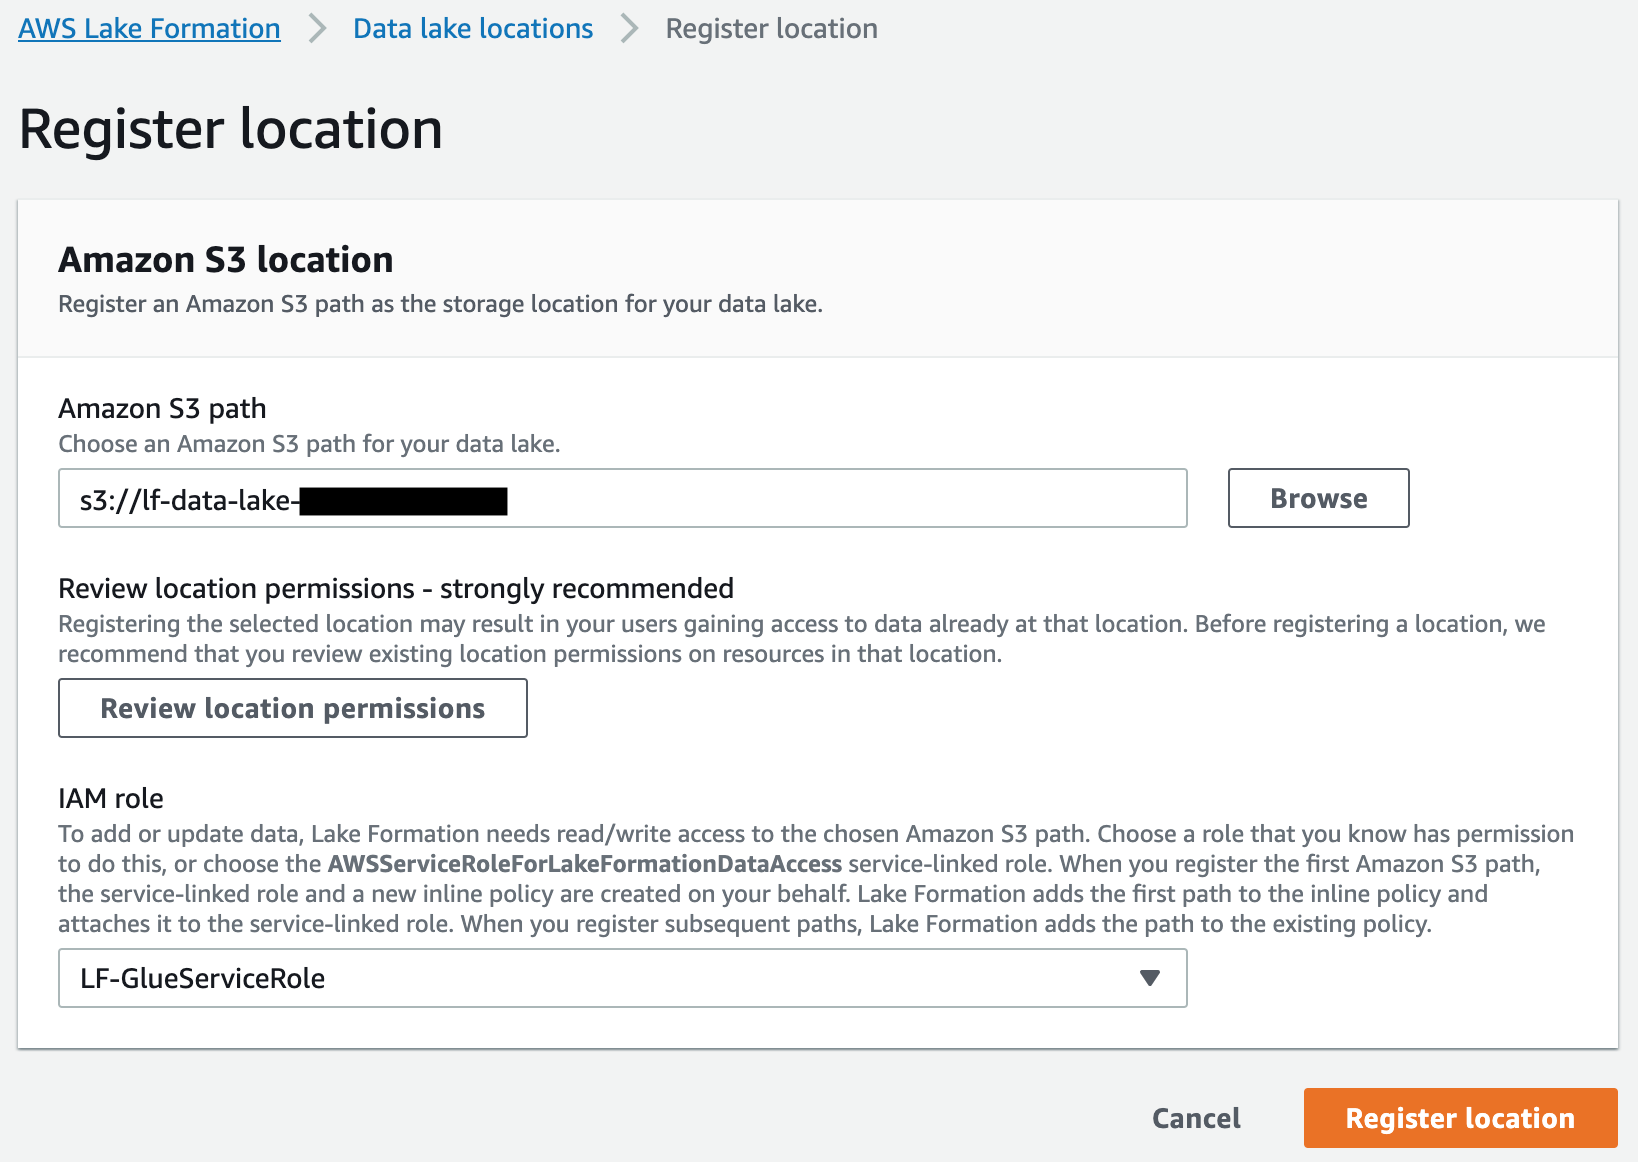 AWS Lake Formation > Data lake locations > Register location
Register location
Amazon S3 location
Register an Amazon S3 path as the storage location for your data lake.
Amazon S3 path
Choose an Amazon S3 path for your data lake.
s3://lf-data-lake-
Browse
Review location permissions - strongly recommended
Registering the selected location may result in your users gaining access to data already at that location. Before registering a location, we
recommend that you review existing location permissions on resources in that location.
Review location permissions
IAM role
To add or update data, Lake Formation needs read/write access to the chosen Amazon S3 path. Choose a role that you know has permission
to do this, or choose the AWSServiceRoleForLakeFormationDataAccess service-linked role. When you register the first Amazon S3 path,
the service-linked role and a new inline policy are created on your behalf. Lake Formation adds the first path to the inline policy and
attaches it to the service-linked role. When you register subsequent paths, Lake Formation adds the path to the existing policy.
LF-GlueServiceRole
Cancel
Register location